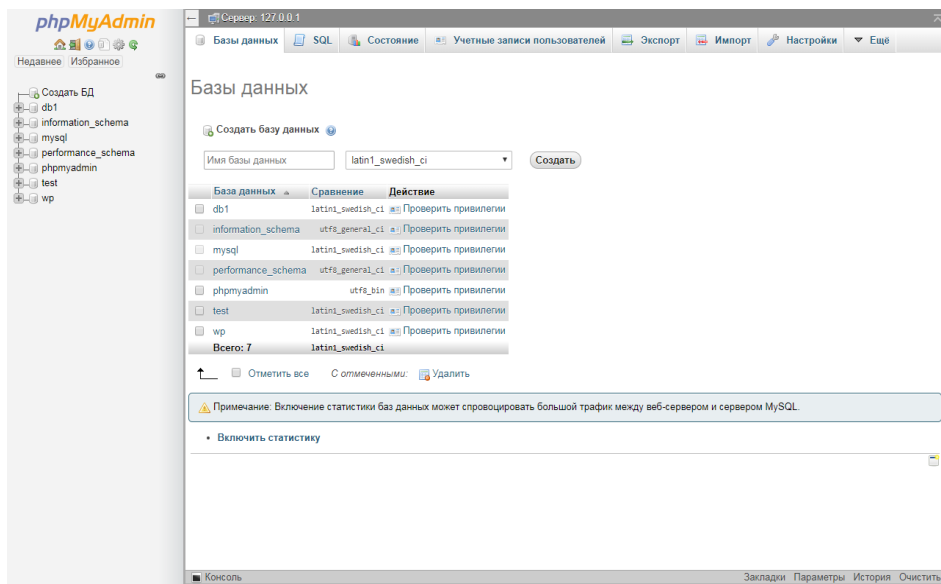 phpMyAdmin
Недавнее Избранное
Создать БД
db1
information_schema
mysql
performance_schema
phpmyadmin
test
wp
Сервер: 127.0.0.1
Базы данных SQL Состояние Учетные записи пользователей Экспорт Импорт Настройки Ещё
Базы данных
Создать базу данных
Имя базы данных latin1_swedish_ci Создать
База данных Сравнение Действие
db1 latin1_swedish_ci Проверить привилегии
information_schema utf8_general_ci Проверить привилегии
mysql latin1_swedish_ci Проверить привилегии
performance_schema utf8_general_ci Проверить привилегии
phpmyadmin utf8_bin Проверить привилегии
test latin1_swedish_ci Проверить привилегии
wp latin1_swedish_ci Проверить привилегии
Всего: 7 latin1_swedish_ci
Отметить все С отмеченными: Удалить
Примечание: Включение статистики баз данных может спровоцировать большой трафик между веб-сервером и сервером MySQL.
• Включить статистику
Консоль Закладки Параметры История Очистить